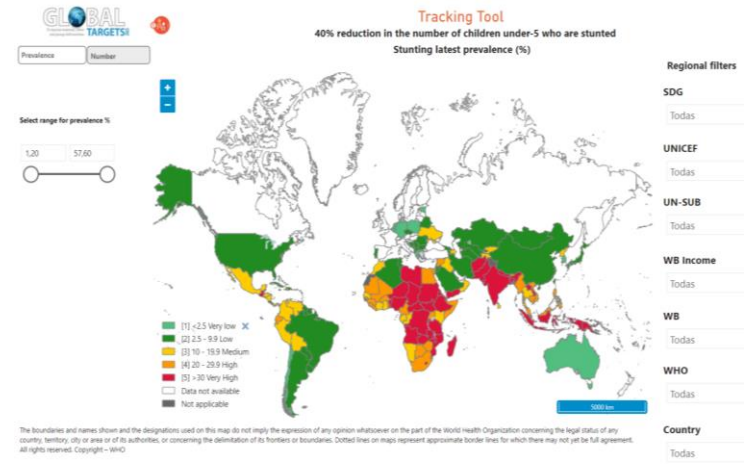 GLOBAL
TARGETS
Tracking Tool
40% reduction in the number of children under-5 who are stunted
Stunting latest prevalence (%)
Prevalence
Number
Regional filters
+
−
SDG
Todas
Select range for prevalence %
UNICEF
1,20
57,60
Todas
UN-SUB
Todas
WB Income
Todas
WB
Todas
[1] <2.5 Very low X
[2] 2.5 - 9.9 Low
[3] 10 - 19.9 Medium
[4] 20 - 29.9 High
[5] >30 Very High
Data not available
Not applicable
WHO
Todas
5000 km
Country
Todas
The boundaries and names shown and the designations used on this map do not imply the expression of any opinion whatsoever on the part of the World Health Organization concerning the legal status of any
country, territory, city or area or of its authorities, or concerning the delimitation of its frontiers or boundaries. Dotted lines on maps represent approximate border lines for which there may not yet be full agreement.
All rights reserved. Copyright – WHO